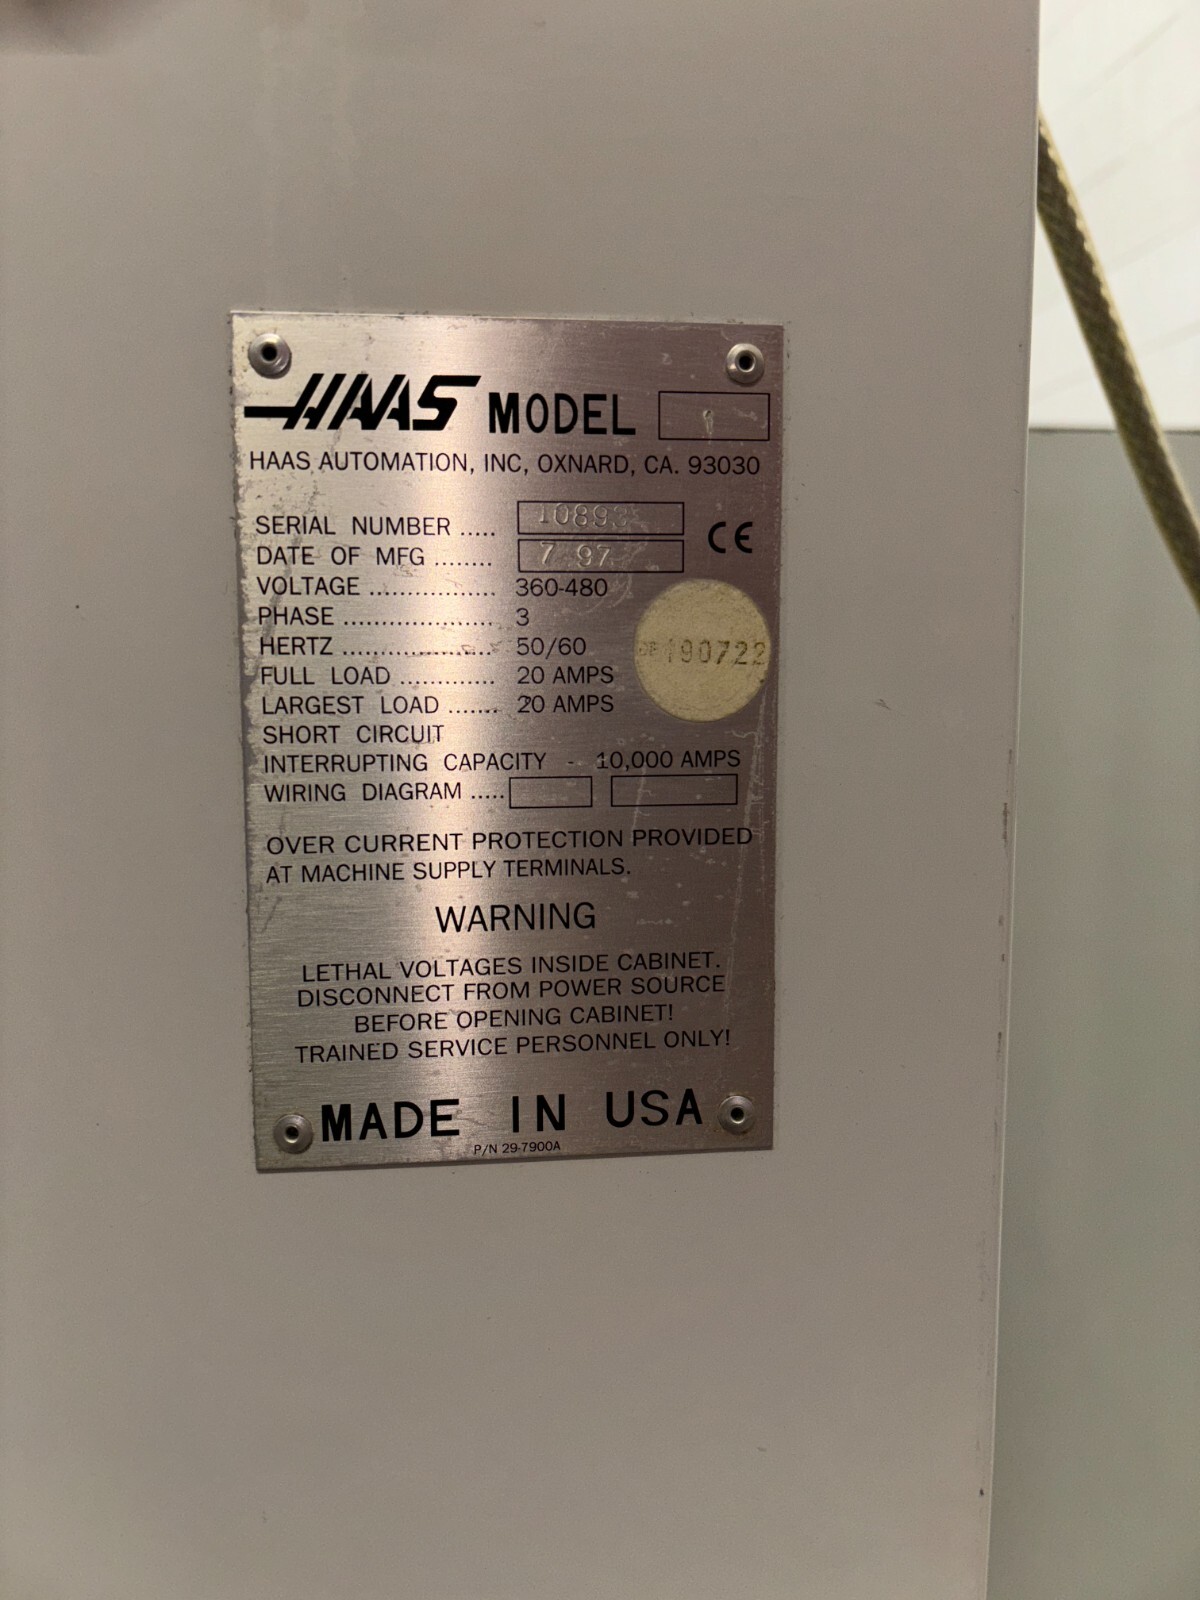 HAAS MODEL
HAAS AUTOMATION, INC, OXNARD, CA. 93030
SERIAL NUMBER .....
DATE OF MFG ........ 7 97
CE
VOLTAGE ................ 360-480
PHASE ................... 3
HERTZ ................... 50/60
190722
FULL LOAD ............ 20 AMPS
LARGEST LOAD ....... 20 AMPS
SHORT CIRCUIT
INTERRUPTING CAPACITY - 10,000 AMPS
WIRING DIAGRAM .....
OVER CURRENT PROTECTION PROVIDED
AT MACHINE SUPPLY TERMINALS.
WARNING
LETHAL VOLTAGES INSIDE CABINET.
DISCONNECT FROM POWER SOURCE
BEFORE OPENING CABINET!
TRAINED SERVICE PERSONNEL ONLY!
MADE IN USA
P/N 29-7900A